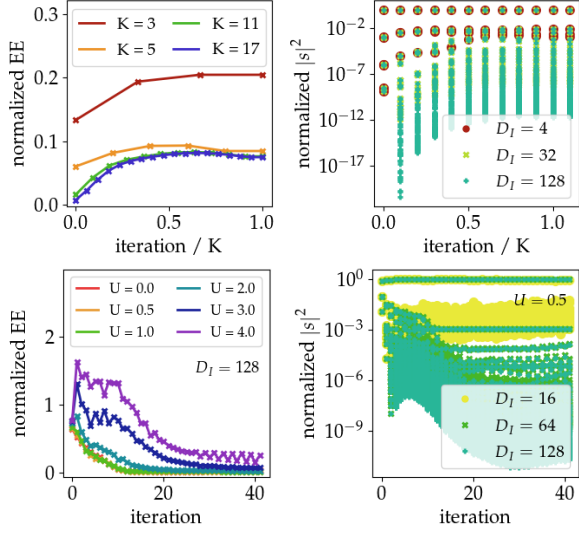 normalized EE
0.2
0.1
0.0
K = 3
K = 11
K = 5
K = 17
0.0
0.5
1.0
iteration / K
normalized |s|²
10⁻²
10⁻⁷
10⁻¹²
10⁻¹⁷
D_I = 4
D_I = 32
D_I = 128
0.0
0.5
1.0
iteration / K
normalized EE
2
1
0
U = 0.0
U = 2.0
U = 0.5
U = 3.0
U = 1.0
U = 4.0
D_I = 128
0
20
40
iteration
normalized |s|²
10⁰
10⁻³
10⁻⁶
10⁻⁹
U = 0.5
D_I = 16
D_I = 64
D_I = 128
0
20
40
iteration